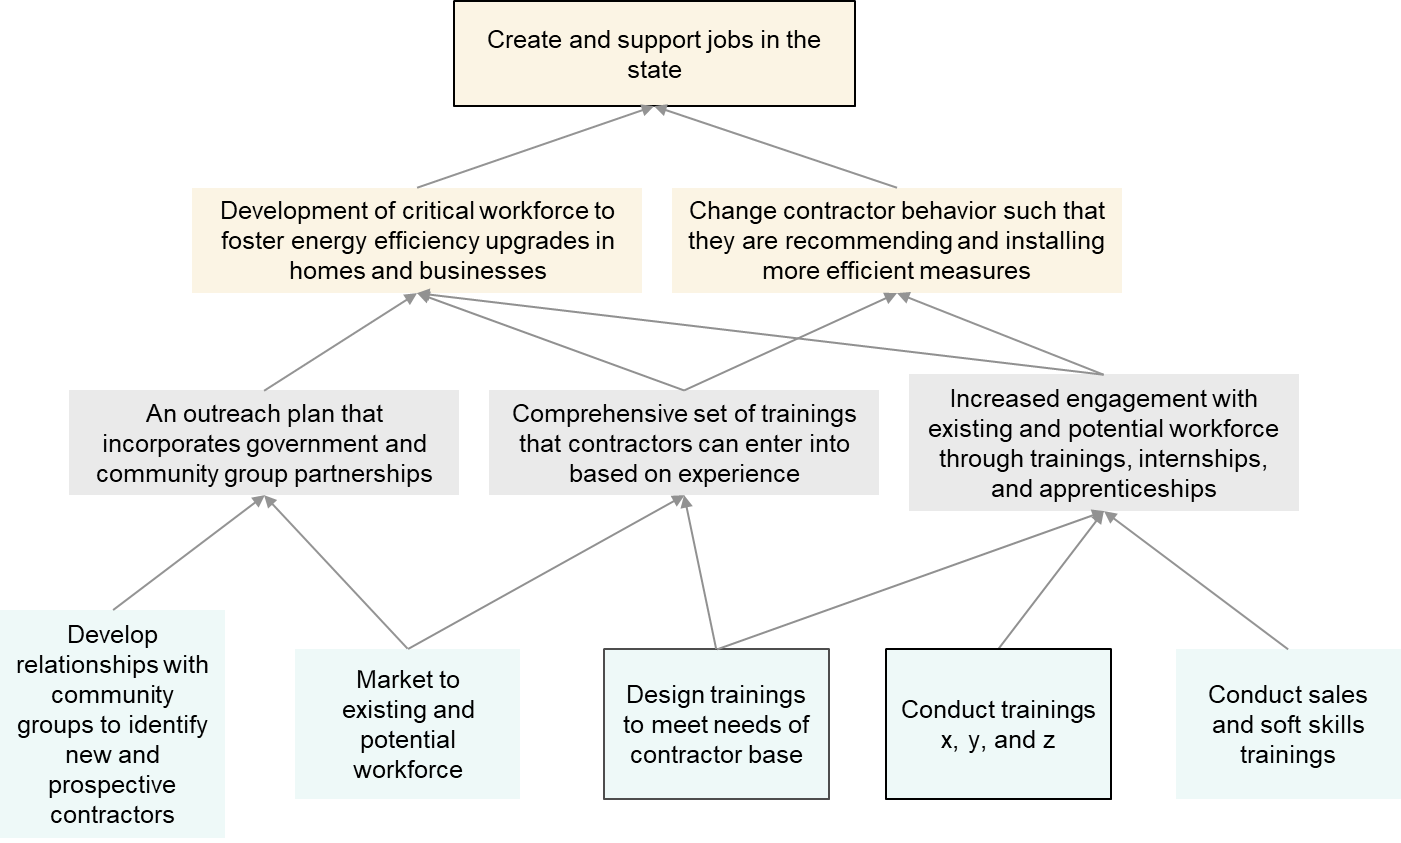 Create and support jobs in the
state
Development of critical workforce to
foster energy efficiency upgrades in
homes and businesses
Change contractor behavior such that
they are recommending and installing
more efficient measures
An outreach plan that
incorporates government and
community group partnerships
Comprehensive set of trainings
that contractors can enter into
based on experience
Increased engagement with
existing and potential workforce
through trainings, internships,
and apprenticeships
Develop
relationships with
community
groups to identify
new and
prospective
contractors
Market to
existing and
potential
workforce
Design trainings
to meet needs of
contractor base
Conduct trainings
x, y, and z
Conduct sales
and soft skills
trainings